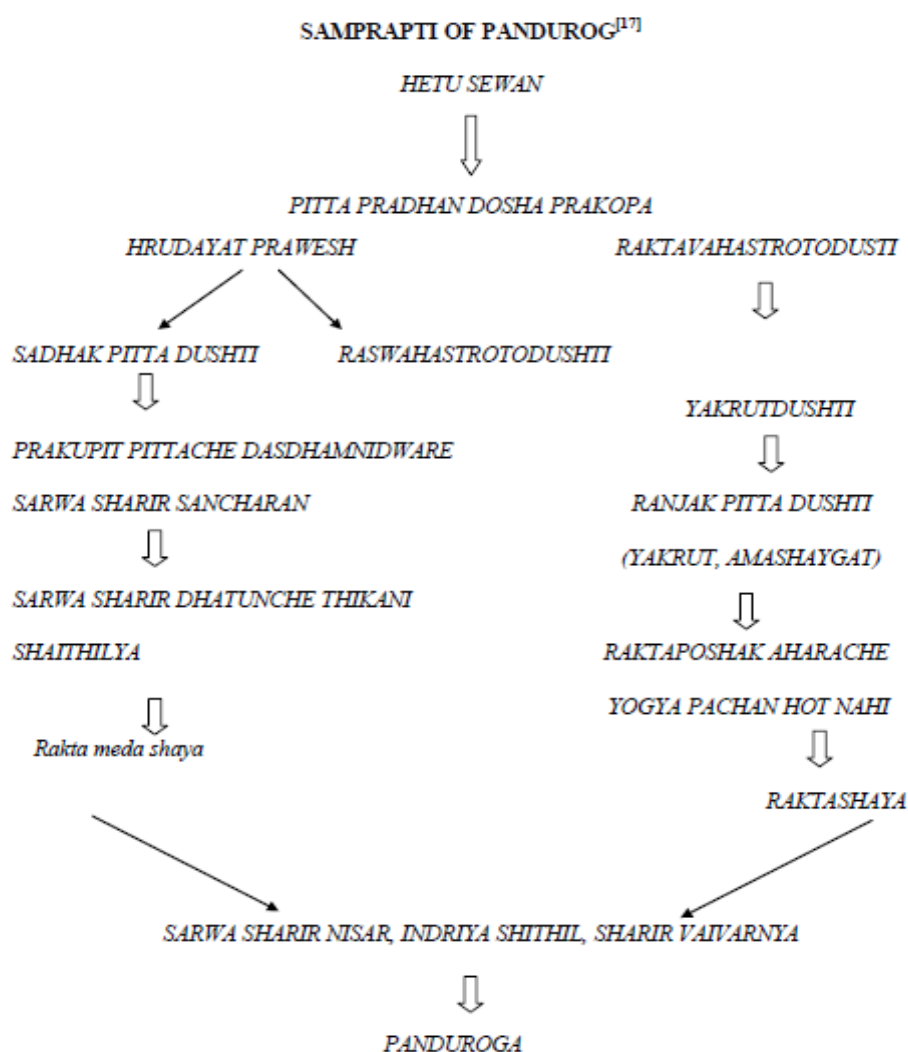 SAMPRAPTI OF PANDUROG[17]
HETU SEWAN
PITTA PRADHAN DOSHA PRAKOPA
HRUDAYAT PRAWESH
RAKTAVAHASTROTODUSTI
SADHAK PITTA DUSHTI
RASWAHASTROTODUSHTI
YAKRUTDUSHTI
PRAKUPIT PITTACHE DASDHAMNIDWARE
SARWA SHARIR SANCHARAN
RANJAK PITTA DUSHTI
(YAKRUT, AMASHAYGAT)
SARWA SHARIR DHATUNCHE THIKANI
SHAITHILYA
RAKTAPOSHAK AHARACHE
YOGYA PACHAN HOT NAHI
Rakta meda shaya
RAKTASHAYA
SARWA SHARIR NISAR, INDRIYA SHITHIL, SHARIR VAIVARNYA
PANDUROGA